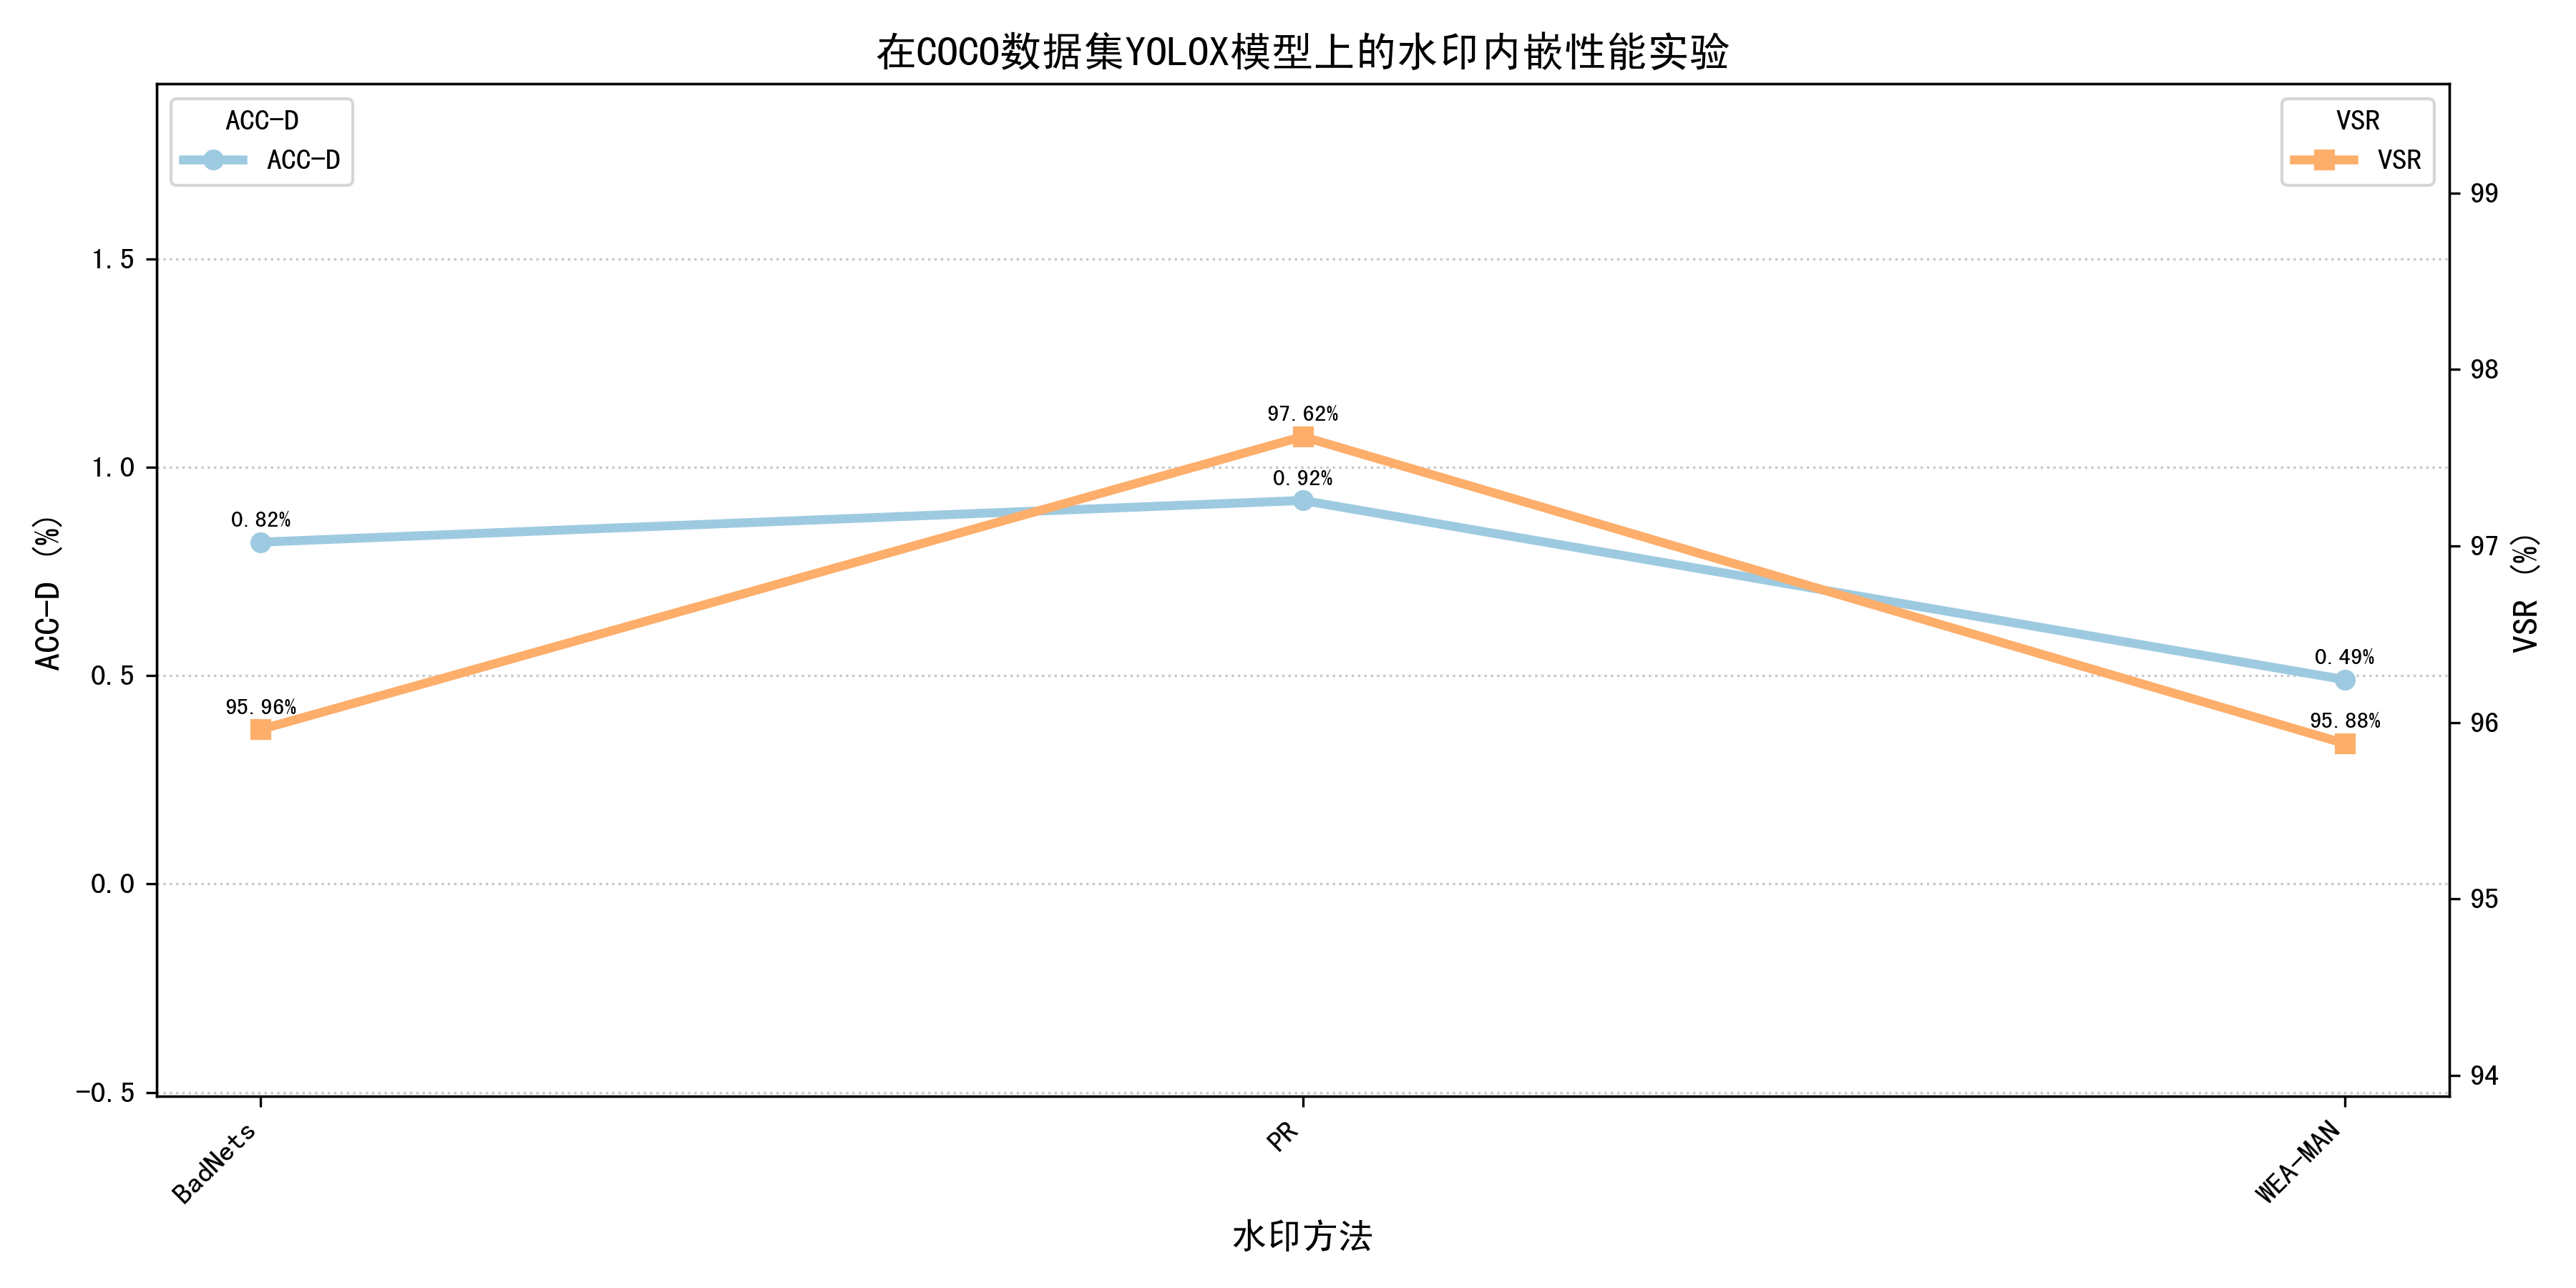 在COCO数据集YOLOX模型上的水印内嵌性能实验
ACC-D
ACC-D
VSR
VSR
99
98
97
96
95
94
1.5
1.0
0.5
0.0
-0.5
ACC-D (%)
VSR (%)
97.62%
0.92%
0.82%
95.96%
0.49%
95.88%
BadNets
PR
WEA-MAN
水印方法